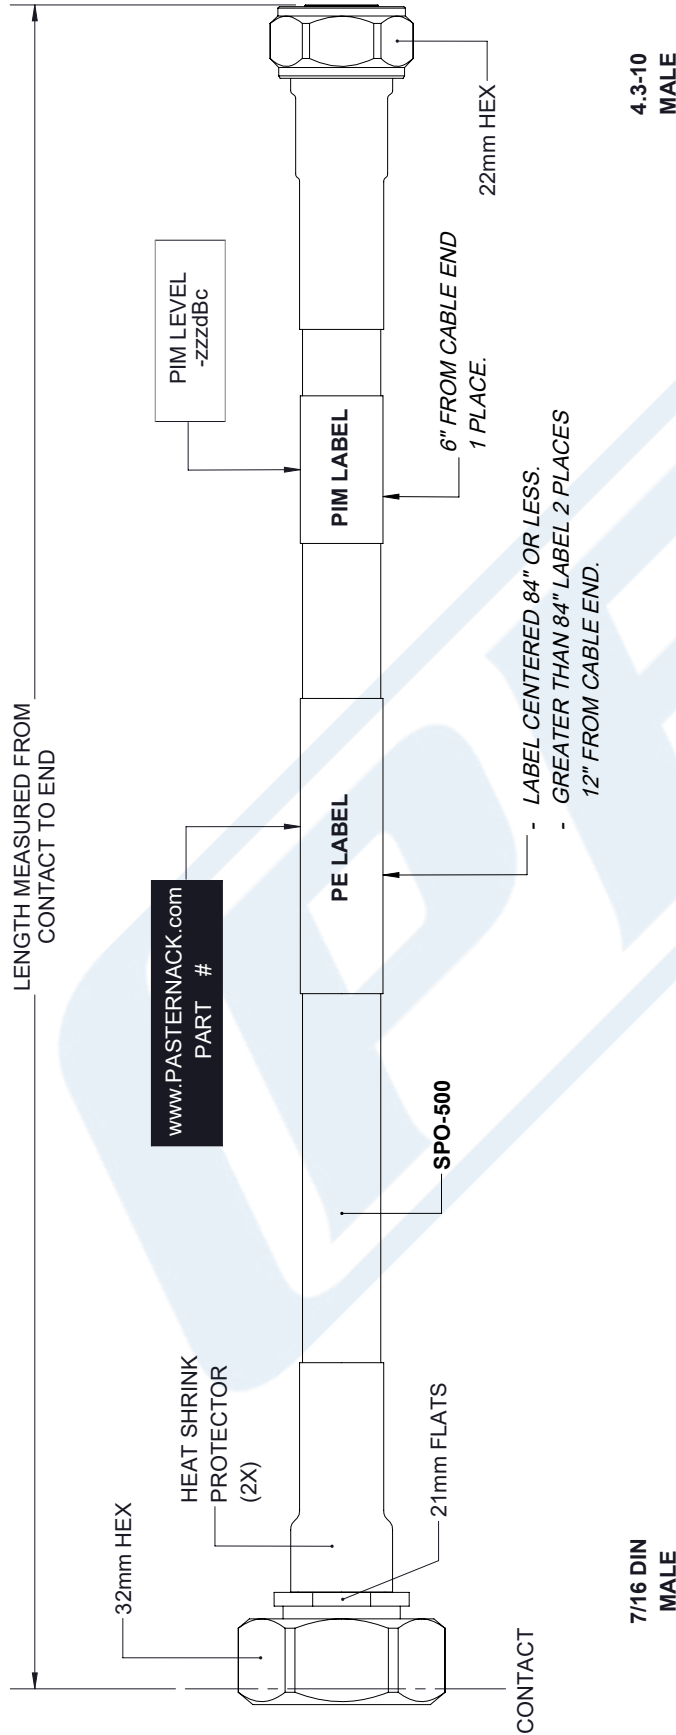 LENGTH MEASURED FROM
CONTACT TO END
32mm HEX
HEAT SHRINK
PROTECTOR
(2X)
www.PASTERNACK.com
PART #
PIM LEVEL
-zzzdBc
PE LABEL
PIM LABEL
21mm FLATS
SPO-500
6" FROM CABLE END
1 PLACE.
22mm HEX
- LABEL CENTERED 84" OR LESS.
- GREATER THAN 84" LABEL 2 PLACES
12" FROM CABLE END.
CONTACT
7/16 DIN
MALE
4.3-10
MALE